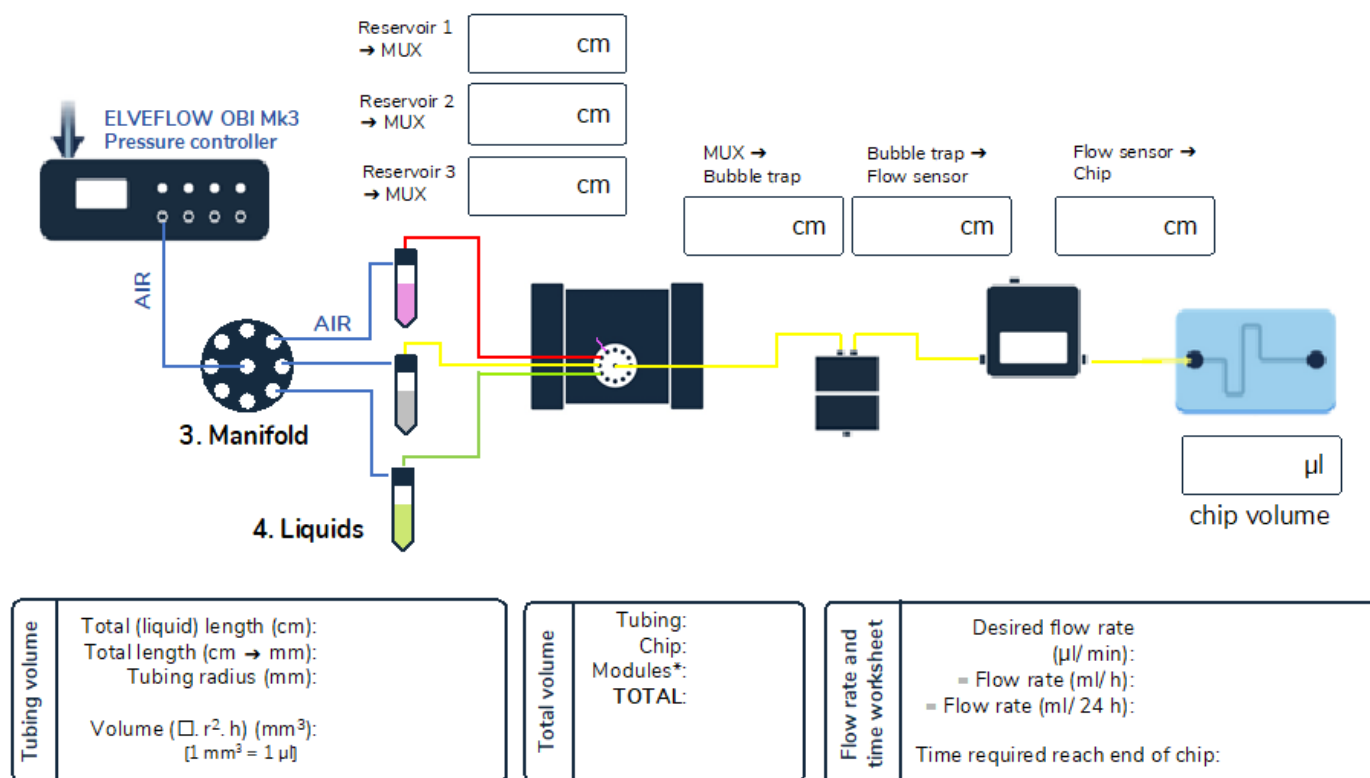 Reservoir 1
→ MUX
cm
Reservoir 2
→ MUX
cm
Reservoir 3
→ MUX
cm
ELVEFLOW OBI Mk3
Pressure controller
MUX →
Bubble trap
cm
Bubble trap →
Flow sensor
cm
Flow sensor →
Chip
cm
AIR
AIR
3. Manifold
4. Liquids
µl
chip volume
Tubing volume
Total (liquid) length (cm):
Total length (cm → mm):
Tubing radius (mm):
Volume (□. r². h) (mm³):
[1 mm³ = 1 µl]
Total volume
Tubing:
Chip:
Modules*:
TOTAL:
Flow rate and
time worksheet
Desired flow rate
(µl/ min):
= Flow rate (ml/ h):
= Flow rate (ml/ 24 h):
Time required reach end of chip: